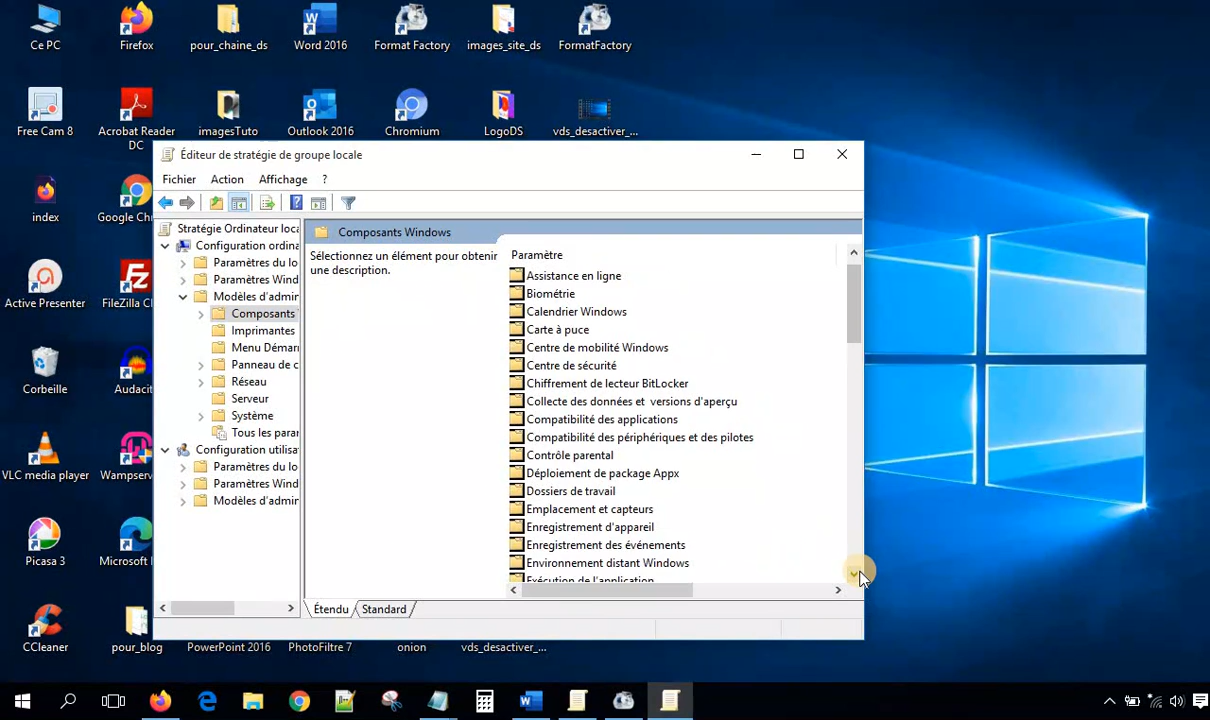 Ce PC
Firefox
pour_chaine_ds
Word 2016
Format Factory
images_site_ds
FormatFactory
Free Cam 8
Acrobat Reader
DC
imagesTuto
Outlook 2016
Chromium
LogoDS
vds_desactiver_...
index
Google Chr
Active Presenter
FileZilla Cl
Corbeille
Audacit
VLC media player
Wampserv
Picasa 3
Microsoft
CCleaner
pour_blog
PowerPoint 2016
PhotoFiltre 7
onion
vds_desactiver_...
Éditeur de stratégie de groupe locale
Fichier
Action
Affichage
?
Stratégie Ordinateur loca
Configuration ordina
Paramètres du lo
Paramètres Wind
Modèles d'admin
Composants
Imprimantes
Menu Démar
Panneau de c
Réseau
Serveur
Système
Tous les parar
Configuration utilisa
Paramètres du lo
Paramètres Wind
Modèles d'admin
Composants Windows
Sélectionnez un élément pour obtenir
une description.
Paramètre
Assistance en ligne
Biométrie
Calendrier Windows
Carte à puce
Centre de mobilité Windows
Centre de sécurité
Chiffrement de lecteur BitLocker
Collecte des données et versions d'aperçu
Compatibilité des applications
Compatibilité des périphériques et des pilotes
Contrôle parental
Déploiement de package Appx
Dossiers de travail
Emplacement et capteurs
Enregistrement d'appareil
Enregistrement des événements
Environnement distant Windows
Exécution de l'application
Étendu
Standard